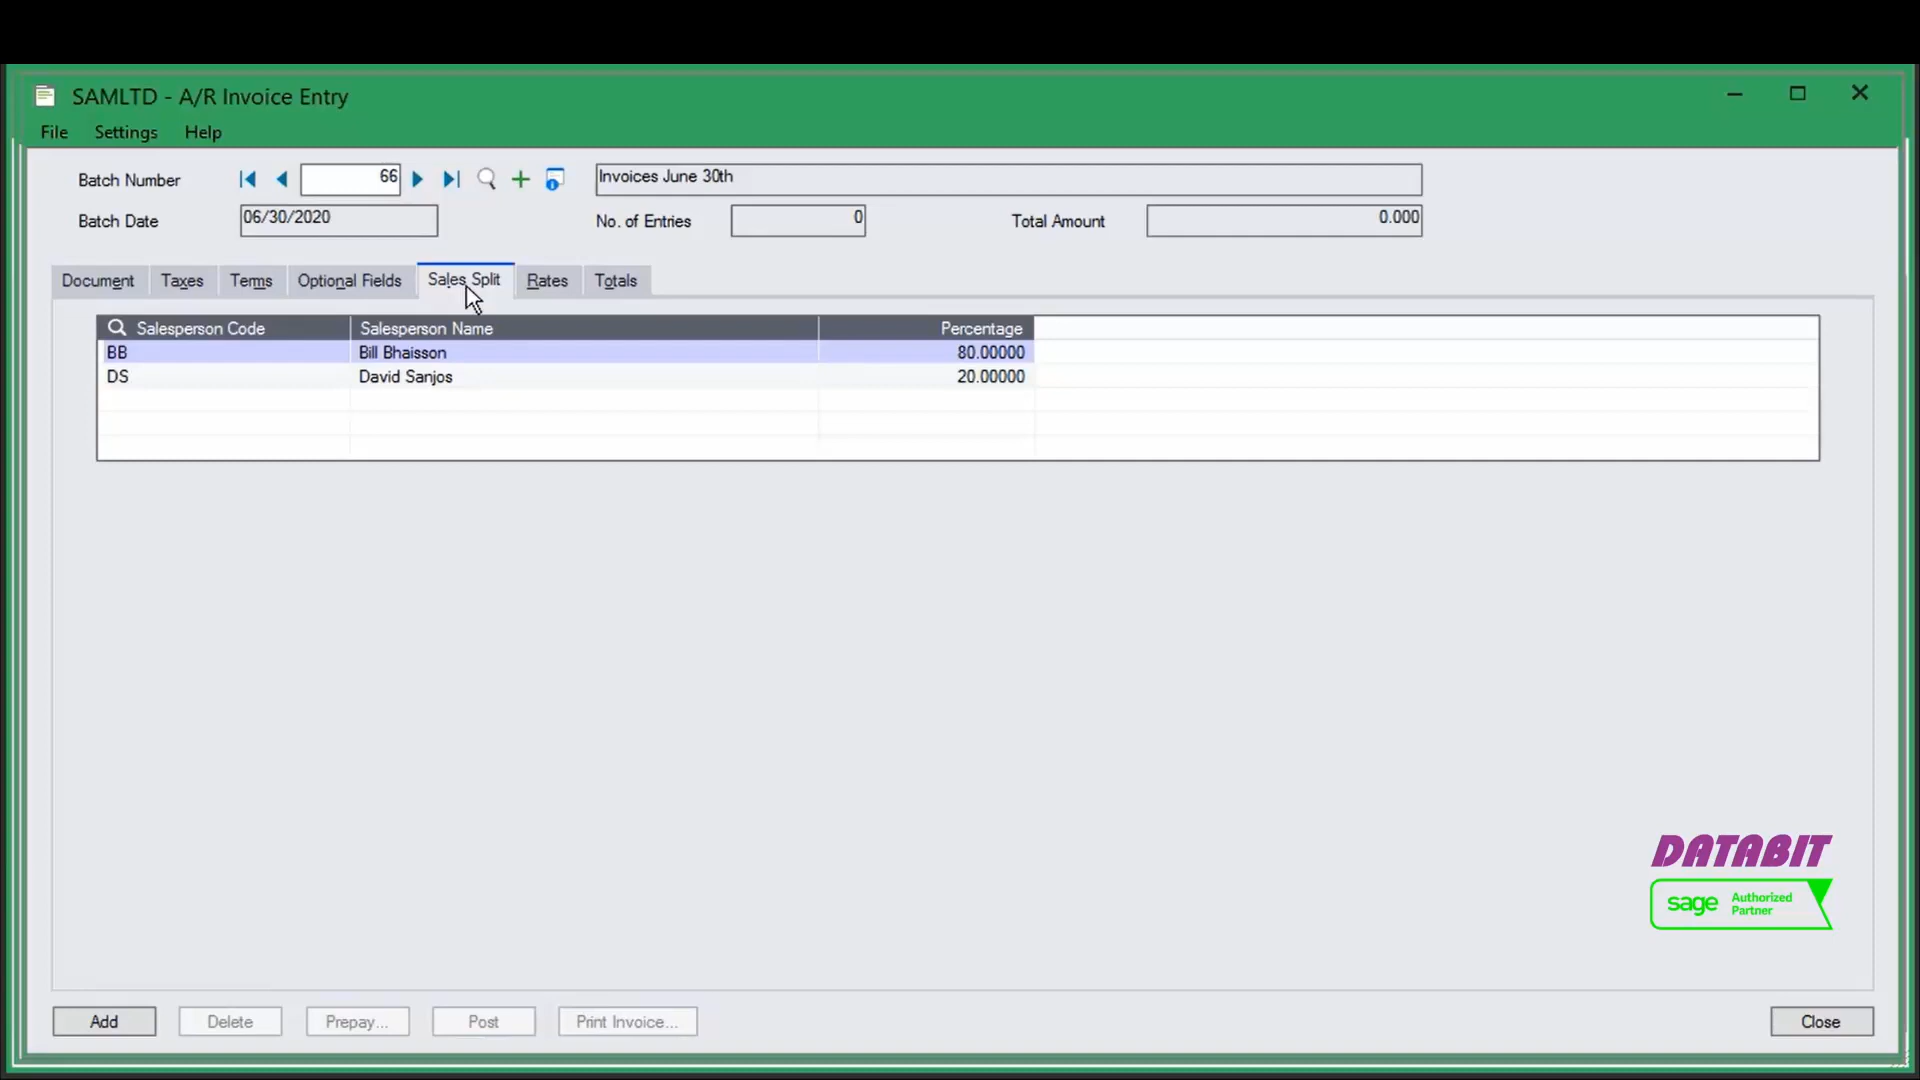 SAMLTD - A/R Invoice Entry
File Settings Help
Batch Number 66 Invoices June 30th
Batch Date 06/30/2020 No. of Entries 0 Total Amount 0.000
Document Taxes Terms Optional Fields Sales Split Rates Totals
Salesperson Code Salesperson Name Percentage
BB Bill Bhaisson 80.00000
DS David Sanjos 20.00000
DATABIT
sage Authorized
Partner
Add Delete Prepay... Post Print Invoice... Close